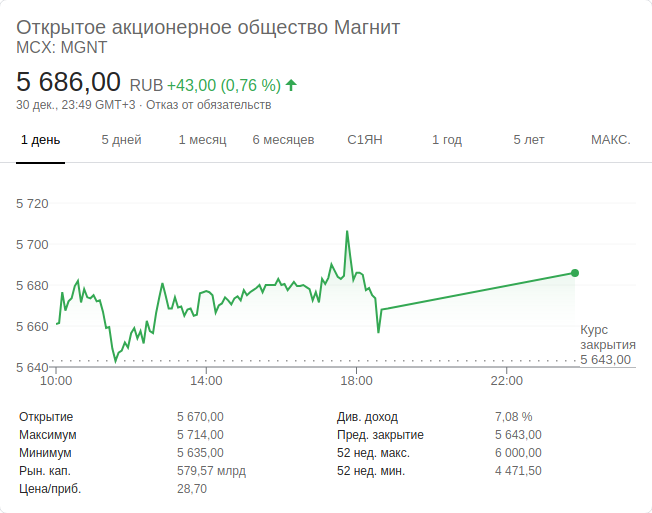 Открытое акционерное общество Магнит
MCX: MGNT
5 686,00 RUB +43,00 (0,76 %)
30 дек., 23:49 GMT+3 · Отказ от обязательств
1 день 5 дней 1 месяц 6 месяцев С1ЯН 1 год 5 лет МАКС.
5 720
5 700
5 680
5 660
5 640
Курс
закрытия
5 643,00
10:00 14:00 18:00 22:00
Открытие 5 670,00 Див. доход 7,08 %
Максимум 5 714,00 Пред. закрытие 5 643,00
Минимум 5 635,00 52 нед. макс. 6 000,00
Рын. кап. 579,57 млрд 52 нед. мин. 4 471,50
Цена/приб. 28,70